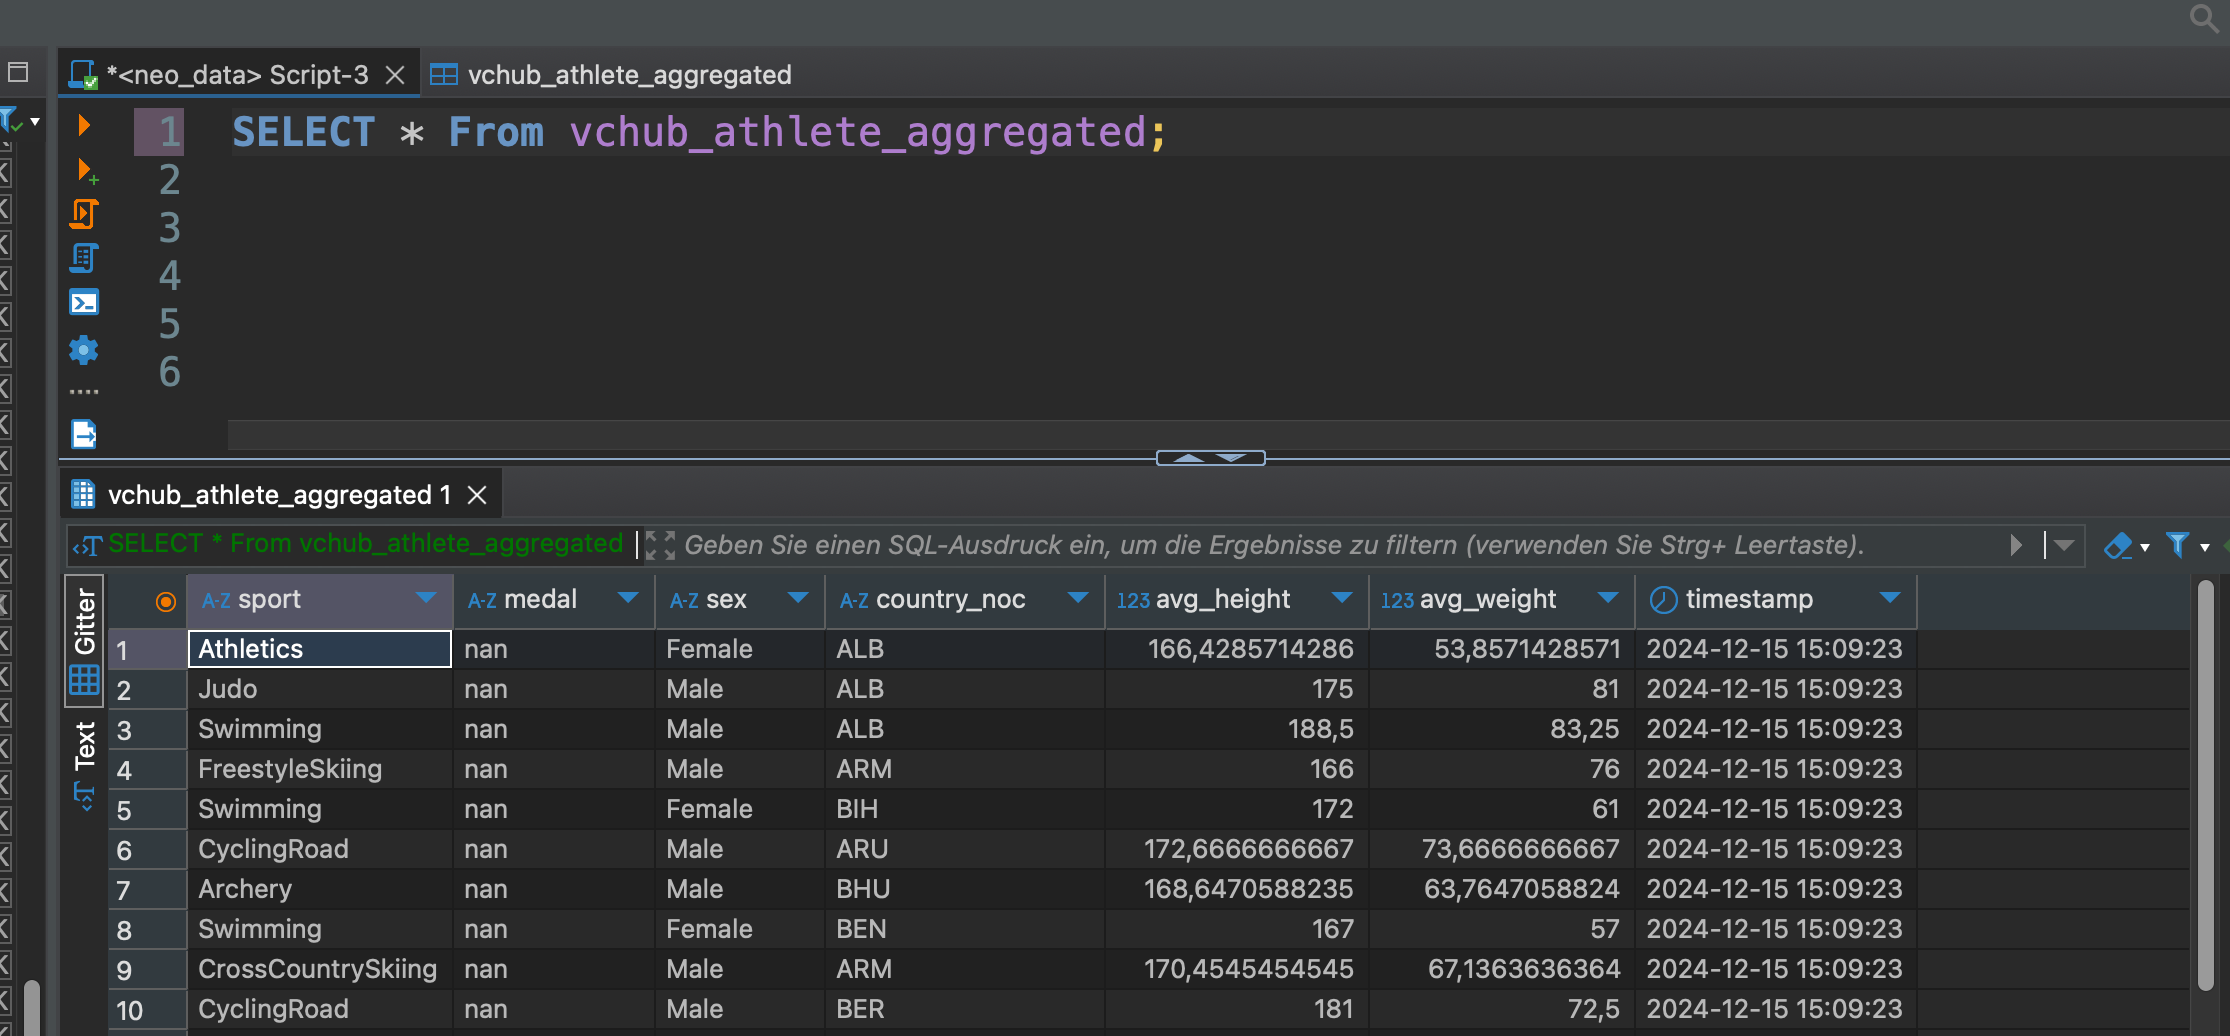 *<neo_data> Script-3 vchub_athlete_aggregated
1 SELECT * From vchub_athlete_aggregated;
2
3
4
5
6
vchub_athlete_aggregated 1
SELECT * From vchub_athlete_aggregated Geben Sie einen SQL-Ausdruck ein, um die Ergebnisse zu filtern (verwenden Sie Strg+ Leertaste).
Gitter
Text
A-Z sport A-Z medal A-Z sex A-Z country_noc 123 avg_height 123 avg_weight timestamp
1 Athletics nan Female ALB 166,4285714286 53,8571428571 2024-12-15 15:09:23
2 Judo nan Male ALB 175 81 2024-12-15 15:09:23
3 Swimming nan Male ALB 188,5 83,25 2024-12-15 15:09:23
4 FreestyleSkiing nan Male ARM 166 76 2024-12-15 15:09:23
5 Swimming nan Female BIH 172 61 2024-12-15 15:09:23
6 CyclingRoad nan Male ARU 172,6666666667 73,6666666667 2024-12-15 15:09:23
7 Archery nan Male BHU 168,6470588235 63,7647058824 2024-12-15 15:09:23
8 Swimming nan Female BEN 167 57 2024-12-15 15:09:23
9 CrossCountrySkiing nan Male ARM 170,4545454545 67,1363636364 2024-12-15 15:09:23
10 CyclingRoad nan Male BER 181 72,5 2024-12-15 15:09:23